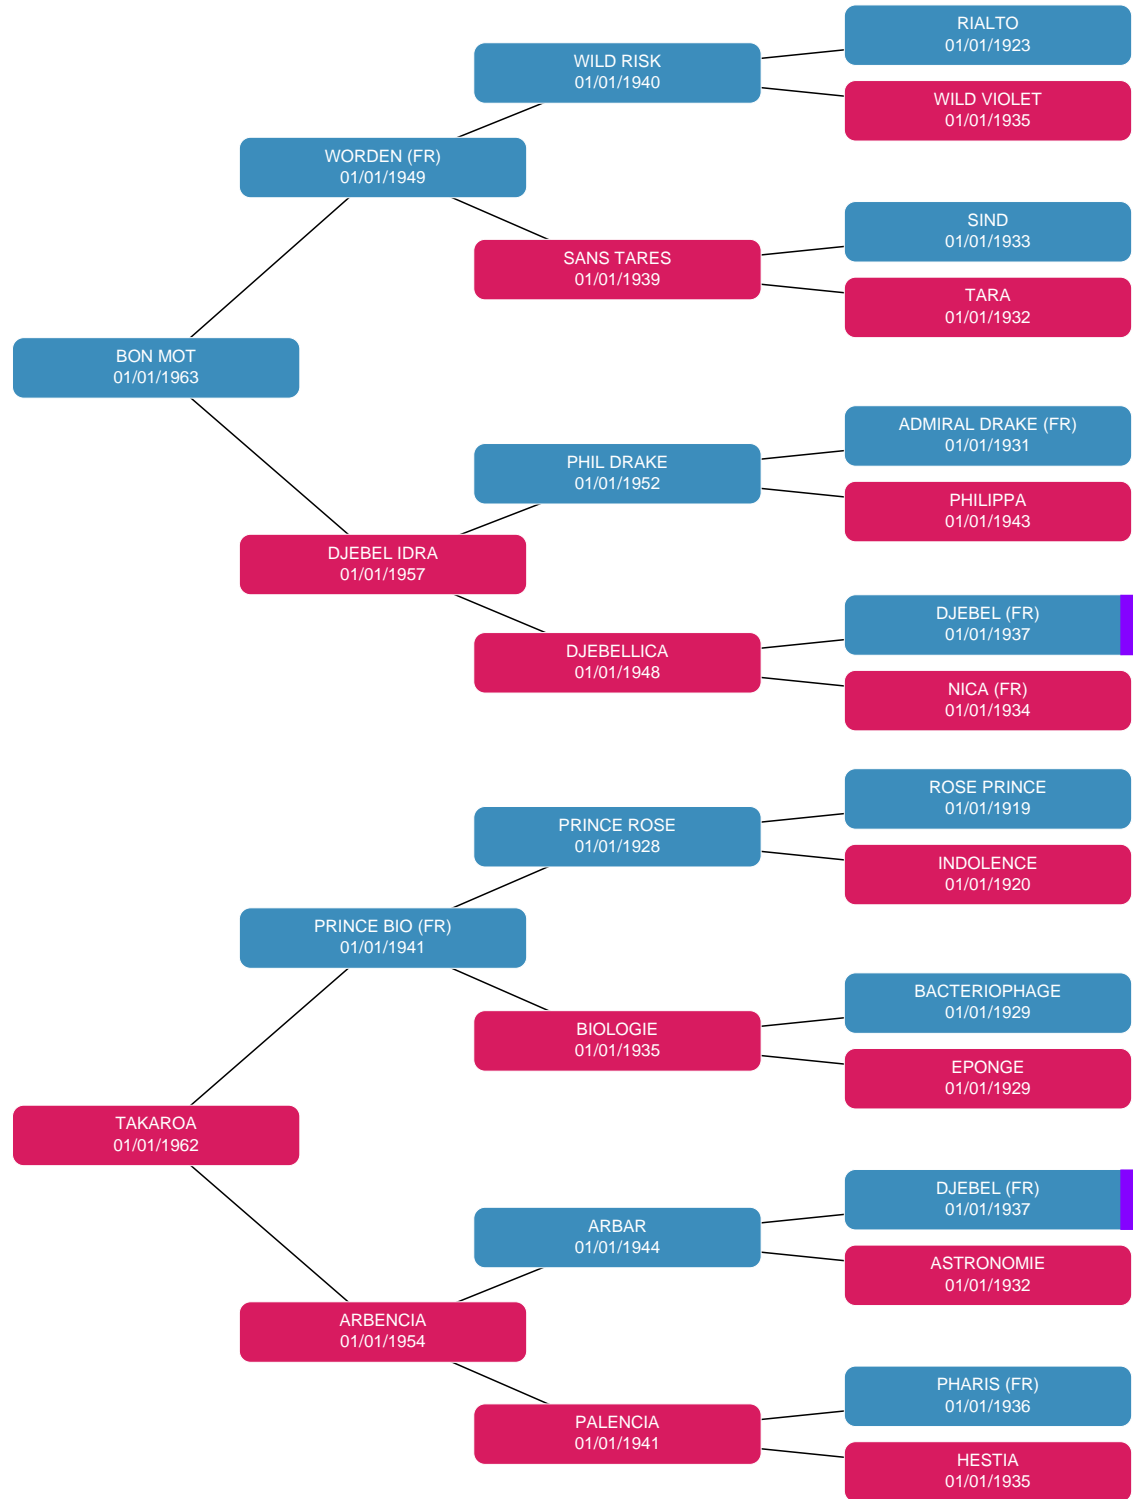 RIALTO
01/01/1923
WILD RISK
01/01/1940
WILD VIOLET
01/01/1935
WORDEN (FR)
01/01/1949
SIND
01/01/1933
SANS TARES
01/01/1939
TARA
01/01/1932
BON MOT
01/01/1963
ADMIRAL DRAKE (FR)
01/01/1931
PHIL DRAKE
01/01/1952
PHILIPPA
01/01/1943
DJEBEL IDRA
01/01/1957
DJEBEL (FR)
01/01/1937
DJEBELLICA
01/01/1948
NICA (FR)
01/01/1934
ROSE PRINCE
01/01/1919
PRINCE ROSE
01/01/1928
INDOLENCE
01/01/1920
PRINCE BIO (FR)
01/01/1941
BACTERIOPHAGE
01/01/1929
BIOLOGIE
01/01/1935
EPONGE
01/01/1929
TAKAROA
01/01/1962
DJEBEL (FR)
01/01/1937
ARBAR
01/01/1944
ASTRONOMIE
01/01/1932
ARBENCIA
01/01/1954
PHARIS (FR)
01/01/1936
PALENCIA
01/01/1941
HESTIA
01/01/1935